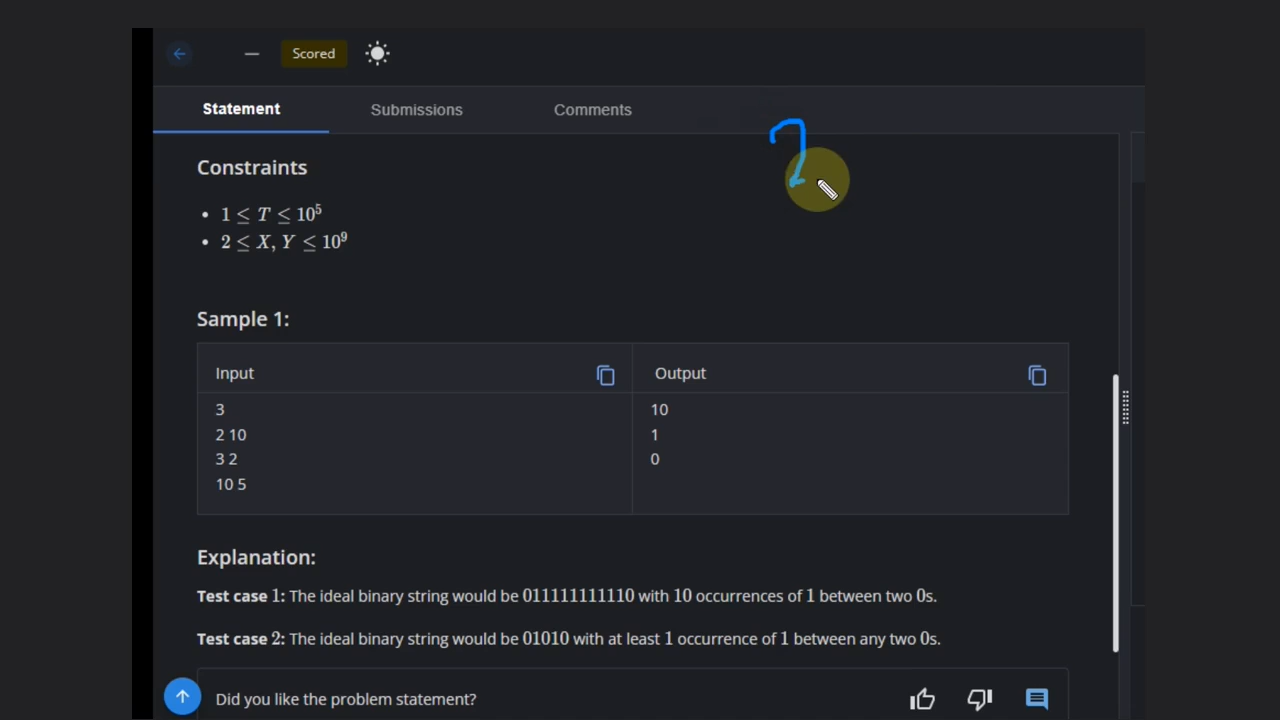 Scored
Statement Submissions Comments
Constraints
• 1 ≤ T ≤ 10⁵
• 2 ≤ X, Y ≤ 10⁹
Sample 1:
Input Output
3 10
2 10 1
3 2 0
10 5
Explanation:
Test case 1: The ideal binary string would be 011111111110 with 10 occurrences of 1 between two 0s.
Test case 2: The ideal binary string would be 01010 with at least 1 occurrence of 1 between any two 0s.
Did you like the problem statement?